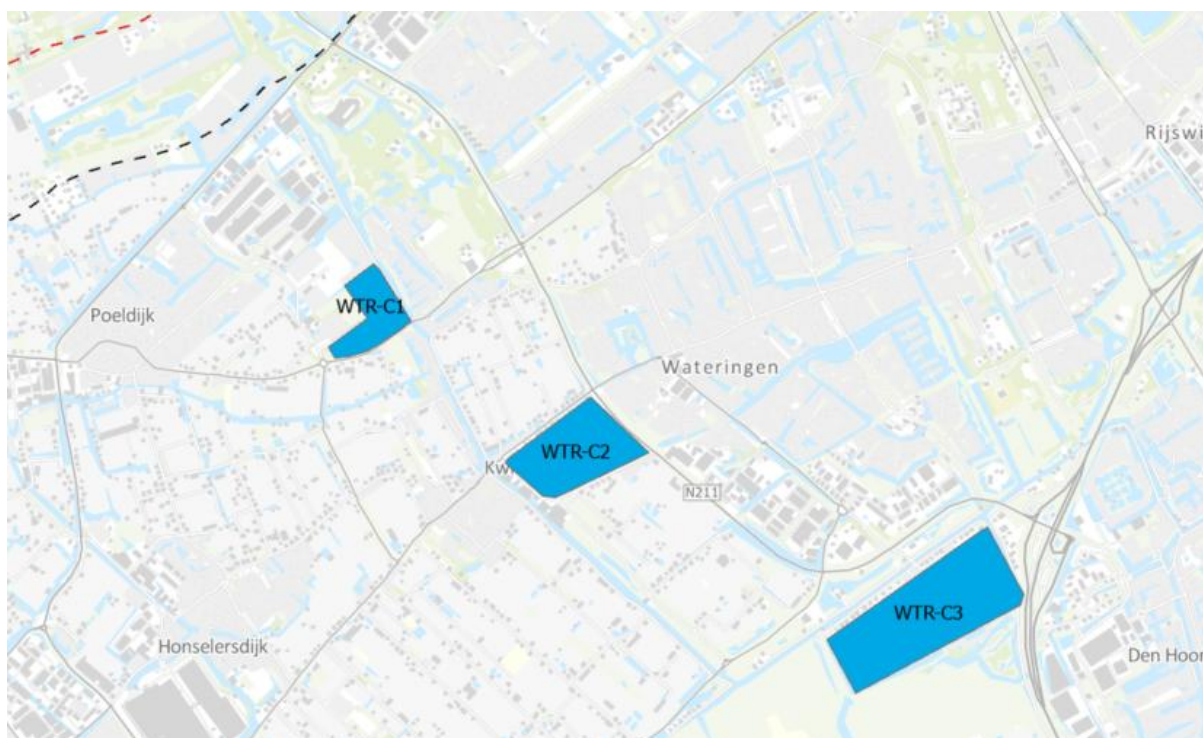 Rijswi
WTR-C1
Poeldijk
Wateringen
WTR-C2
Kw
N211
WTR-C3
Honselersdijk
Den Hoor